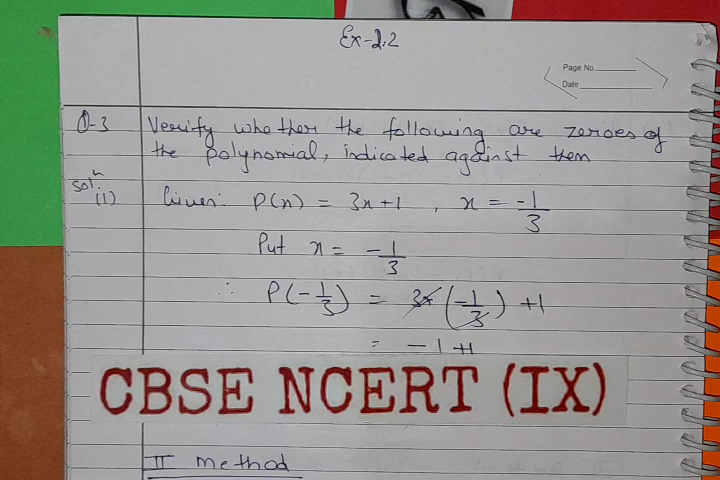 Ex-2.2
Page No
Date
Q-3 Verify whether the following are zeroes of
the polynomial, indicated against them
Solⁿ (i) Given: P(x) = 3x+1 , x = -1/3
Put x = -1/3
∴ P(-1/3) = 3x(-1/3) +1
= -1+1
CBSE NCERT (IX)
II method